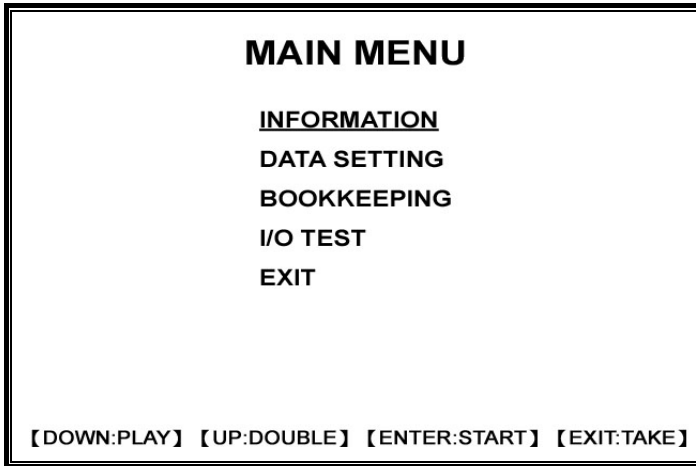 MAIN MENU
INFORMATION
DATA SETTING
BOOKKEEPING
I/O TEST
EXIT
【DOWN:PLAY】【UP:DOUBLE】【ENTER:START】【EXIT:TAKE】